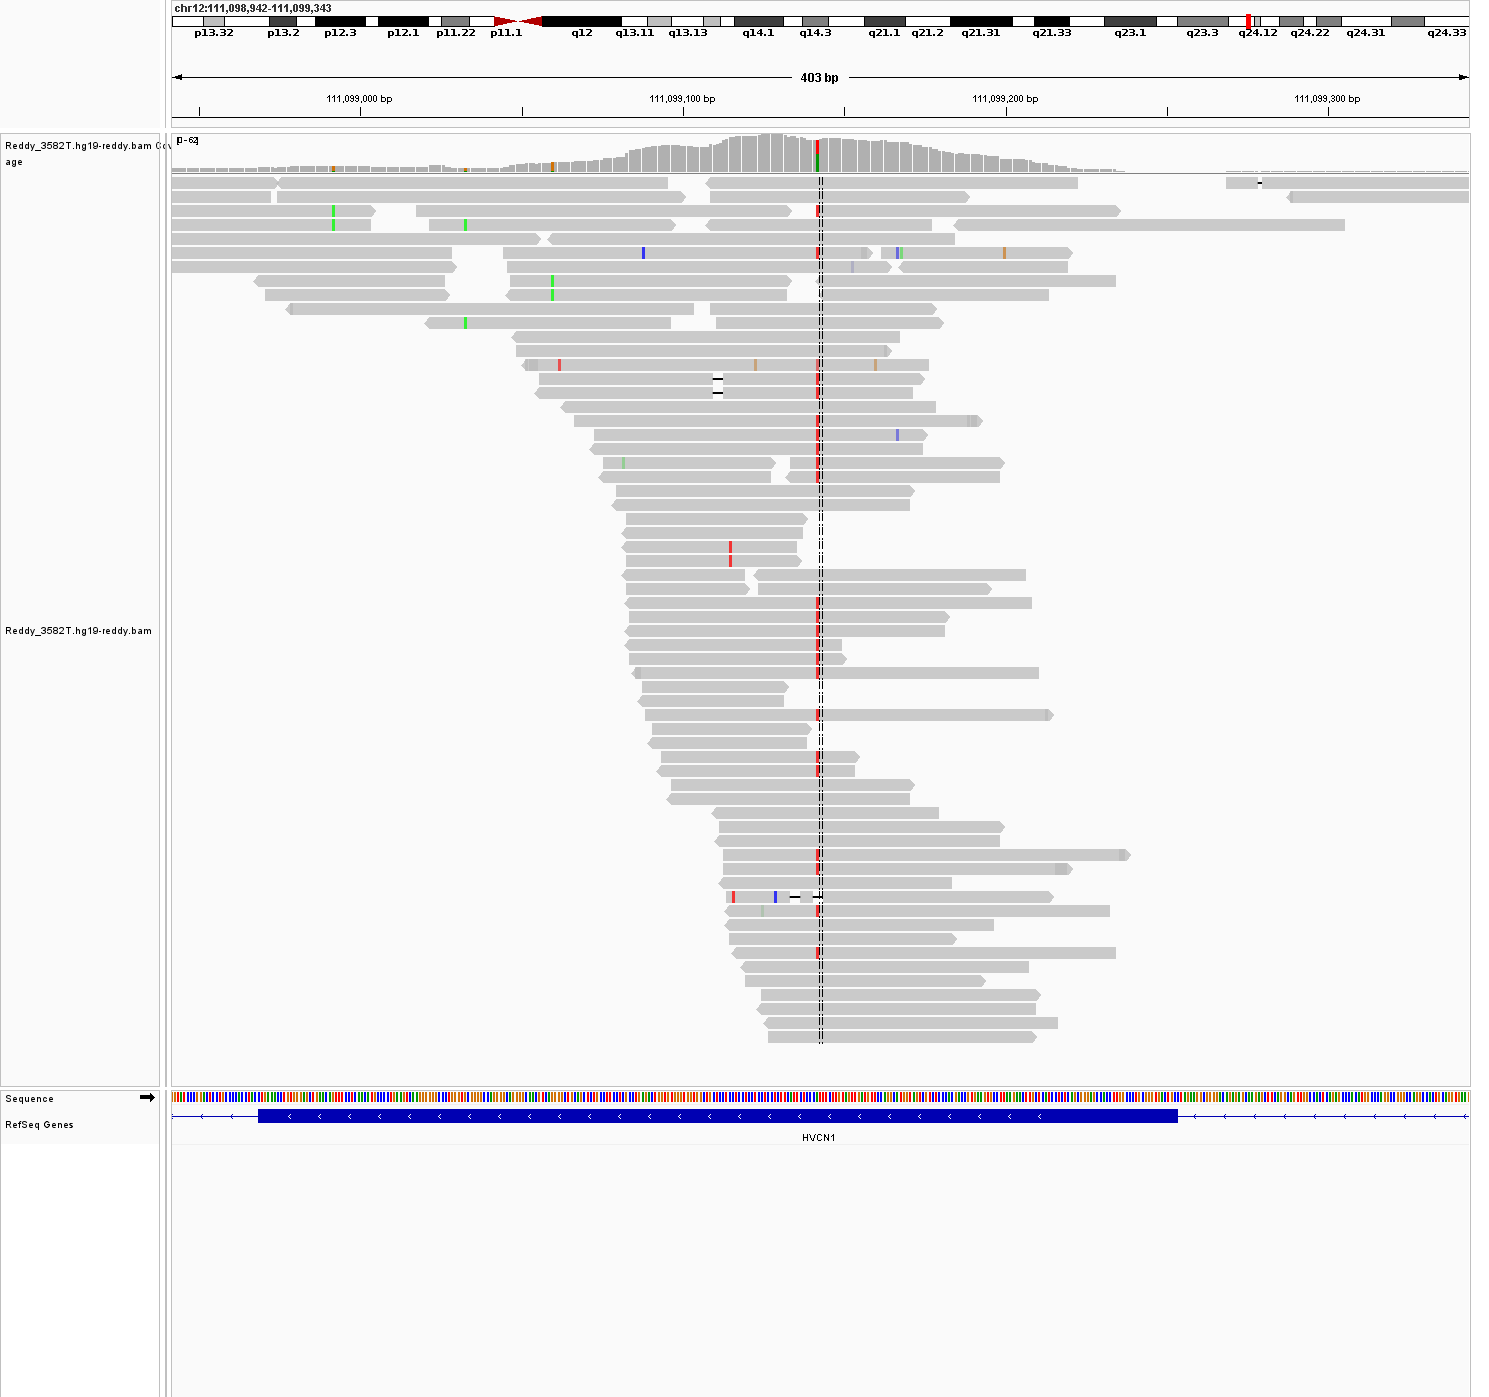 chr12:111,098,942-111,099,343
p13.32 p13.2 p12.3 p12.1 p11.22 p11.1 q12 q13.11 q13.13 q14.1 q14.3 q21.1 q21.2 q21.31 q21.33 q23.1 q23.3 q24.12 q24.22 q24.31 q24.33
403 bp
111,099,000 bp 111,099,100 bp 111,099,200 bp 111,099,300 bp
[0-62]
Reddy_3582T.hg19-reddy.bam Cov
age
Reddy_3582T.hg19-reddy.bam
Sequence
RefSeq Genes
HVCN1